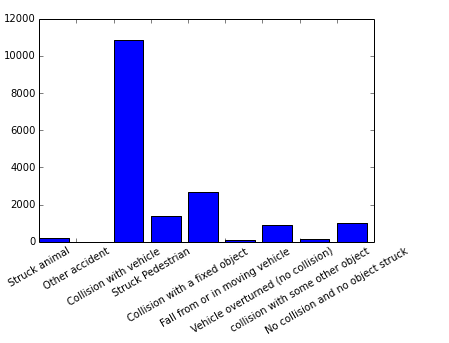 12000
10000
8000
6000
4000
2000
0
Struck animal
Other accident
Collision with vehicle
Struck Pedestrian
Collision with a fixed object
Fall from or in moving vehicle
Vehicle overturned (no collision)
collision with some other object
No collision and no object struck